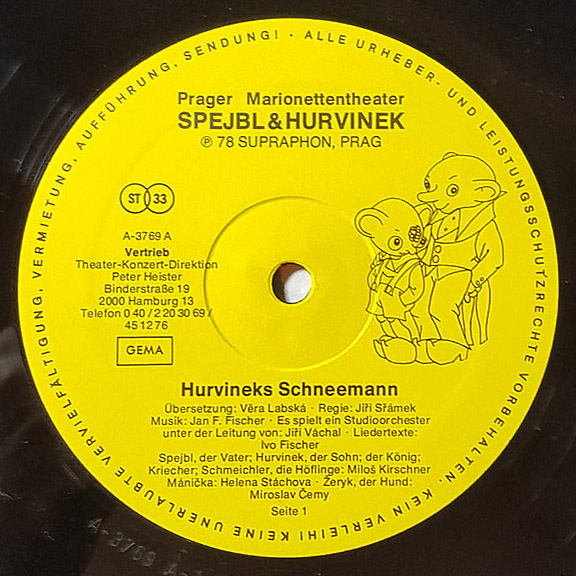 Prager Marionettentheater
SPEJBL & HURVINEK
℗ 78 SUPRAPHON, PRAG
ST 33
A-3769 A
Vertrieb
Theater-Konzert-Direktion
Peter Heister
Binderstraße 19
2000 Hamburg 13
Telefon 0 40 / 2 20 30 69 /
45 12 76
GEMA
Hurvineks Schneemann
Übersetzung: Věra Labská · Regie: Jiří Sřámek
Musik: Jan F. Fischer · Es spielt ein Studioorchester
unter der Leitung von: Jiří Váchal · Liedertexte:
Ivo Fischer
Spejbl, der Vater; Hurvinek, der Sohn; der König;
Kriecher; Schmeichler, die Höflinge: Miloš Kirschner
Mánička: Helena Stáchova · Žeryk, der Hund:
Miroslav Černy
Seite 1
ALLE URHEBER- UND LEISTUNGSSCHUTZRECHTE VORBEHALTEN. KEIN VERLEIH! KEINE UNERLAUBTE VERVIELFÄLTIGUNG, VERMIETUNG, AUFFÜHRUNG, SENDUNG! ·
A-3769 A